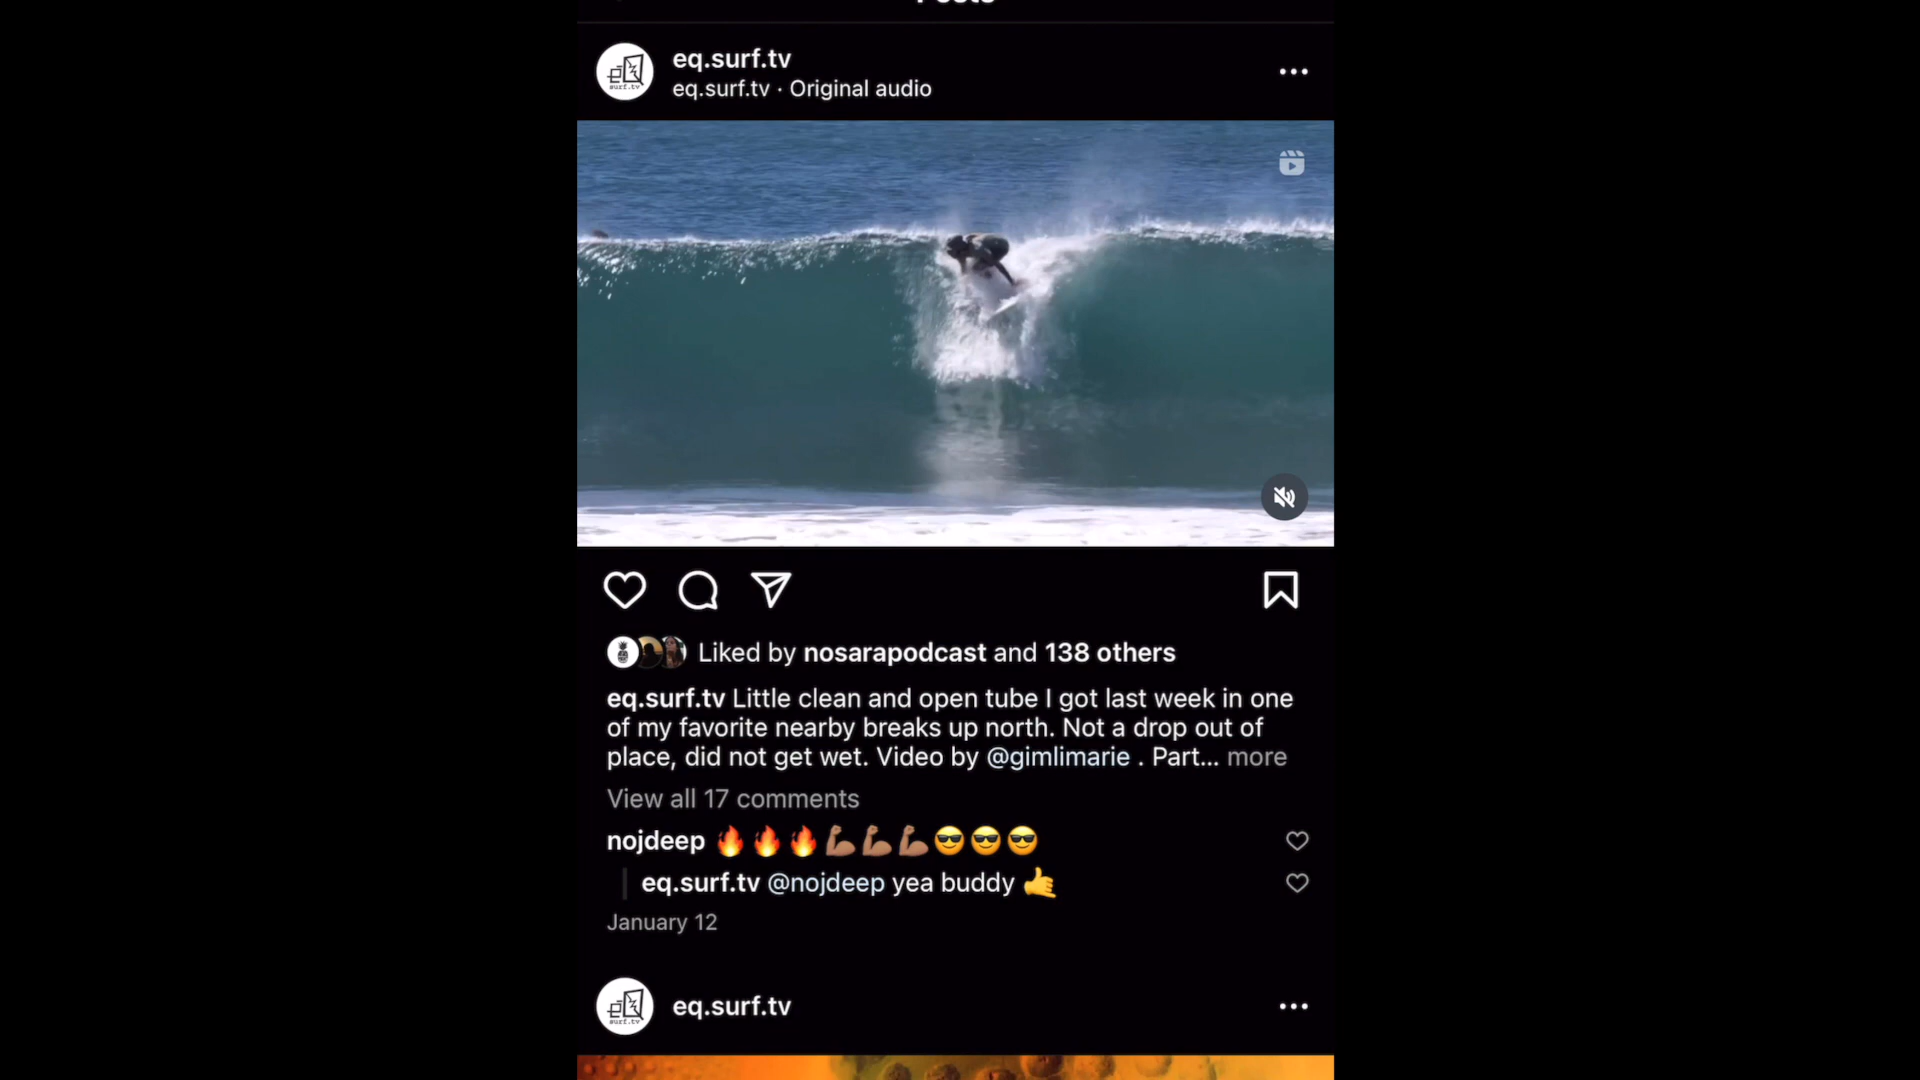 Posts
eq.surf.tv
eq.surf.tv · Original audio
Liked by nosarapodcast and 138 others
eq.surf.tv Little clean and open tube I got last week in one
of my favorite nearby breaks up north. Not a drop out of
place, did not get wet. Video by @gimlimarie . Part... more
View all 17 comments
nojdeep 🔥🔥🔥💪🏽💪🏽💪🏽😎😎😎
eq.surf.tv @nojdeep yea buddy 🤙
January 12
eq.surf.tv